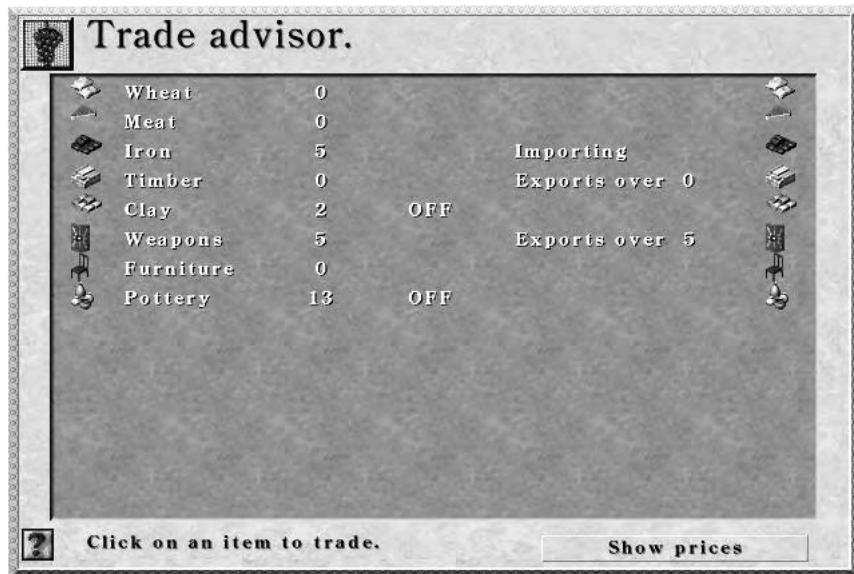 Trade advisor.
Wheat 0
Meat 0
Iron 5 Importing
Timber 0 Exports over 0
Clay 2 OFF
Weapons 5 Exports over 5
Furniture 0
Pottery 13 OFF
? Click on an item to trade. Show prices